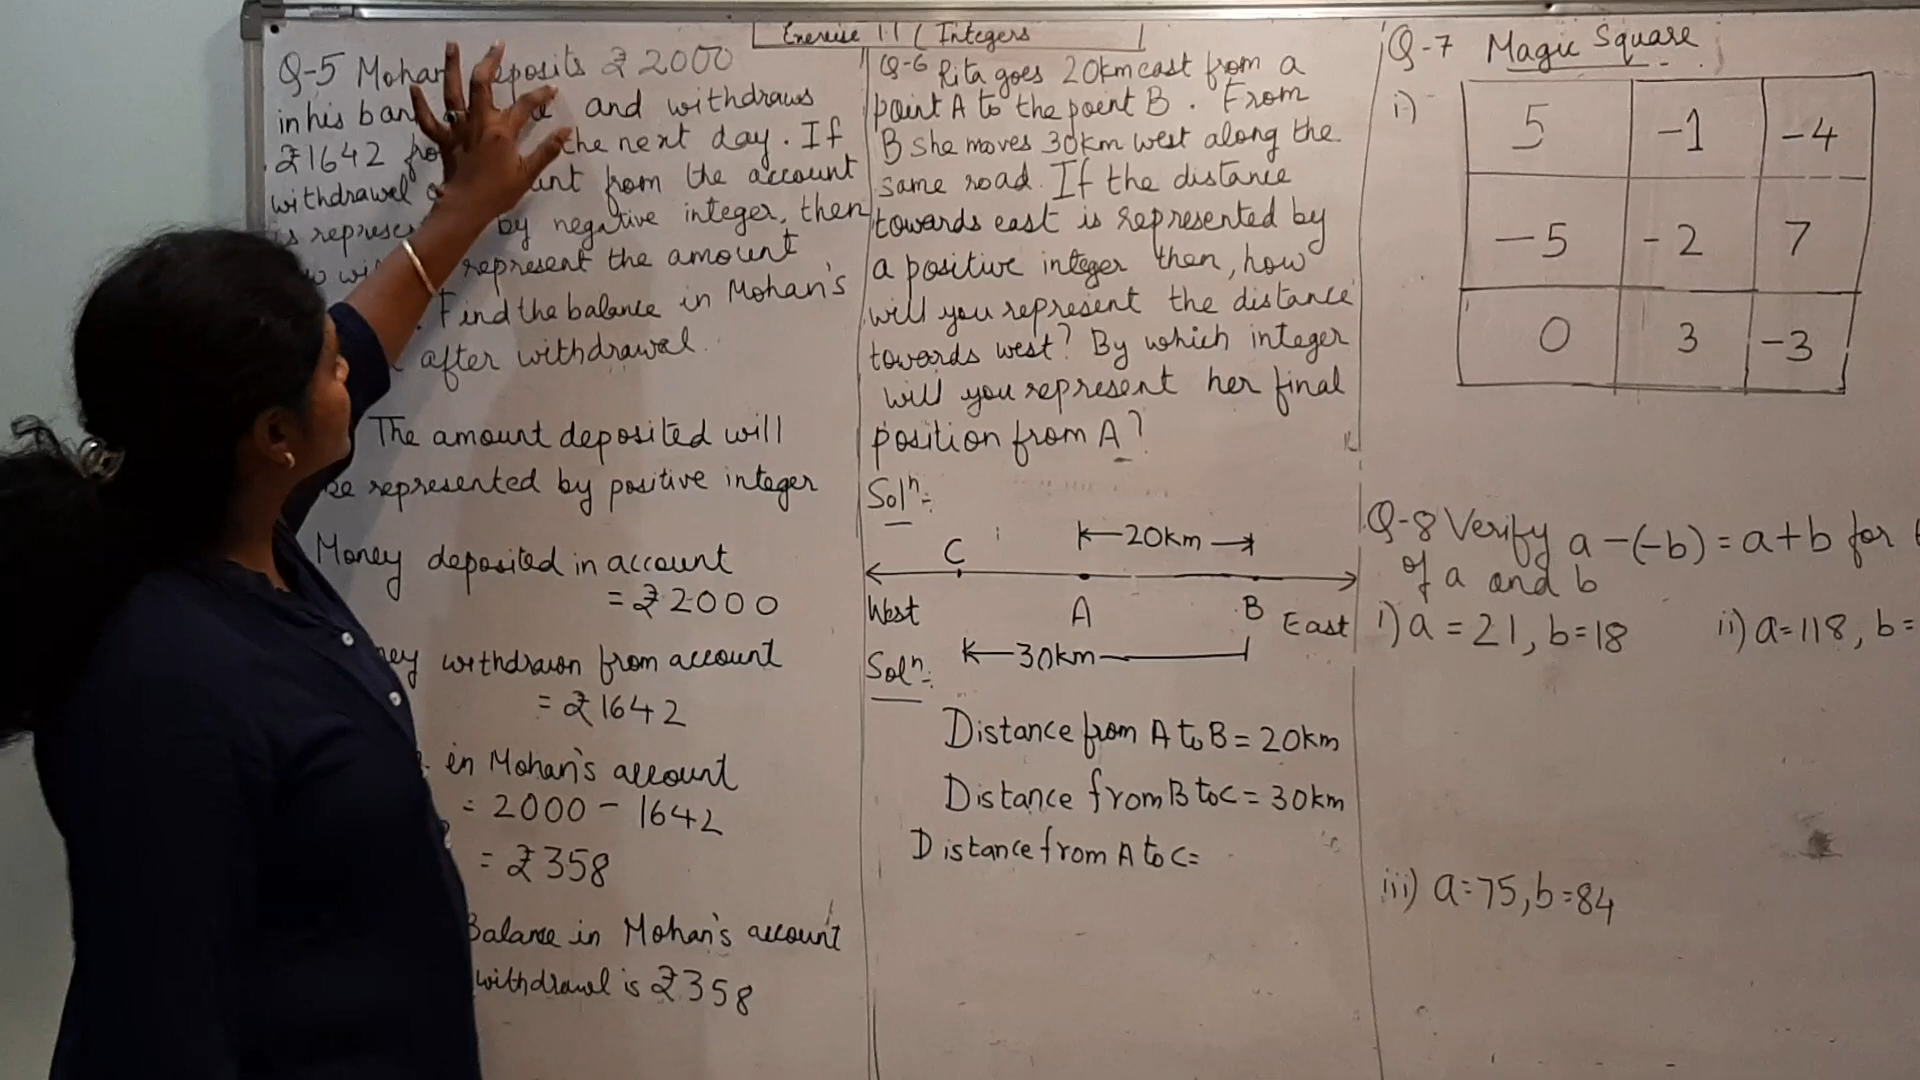 Exercise 1.1 ( Integers
Q-5 Mohan deposits ₹ 2000
in his bank and withdraws
₹1642 the next day. If
withdrawel from the account
is by negative integer, then
represent the amount
. Find the balance in Mohan's
after withdrawal.
The amount deposited will
be represented by positive integer
Money deposited in account
= ₹2000
withdrawn from account
= ₹1642
in Mohan's account
= 2000 - 1642
= ₹358
Balance in Mohan's account
withdrawl is ₹358
Q-6 Rita goes 20km east from a
point A to the point B. From
B she moves 30km west along the
same road. If the distance
towards east is represented by
a positive integer then, how
will you represent the distance
towards west? By which integer
will you represent her final
position from A?
Solⁿ:-
20km
C
West A B East
30km
Solⁿ:-
Distance from A to B = 20km
Distance from B to C = 30km
Distance from A to C=
Q-7 Magic Square
i)
5 -1 -4
-5 -2 7
0 3 -3
Q-8 Verify a-(-b)=a+b for
of a and b
i) a = 21, b=18 ii) a=118, b=
iii) a=75, b=84